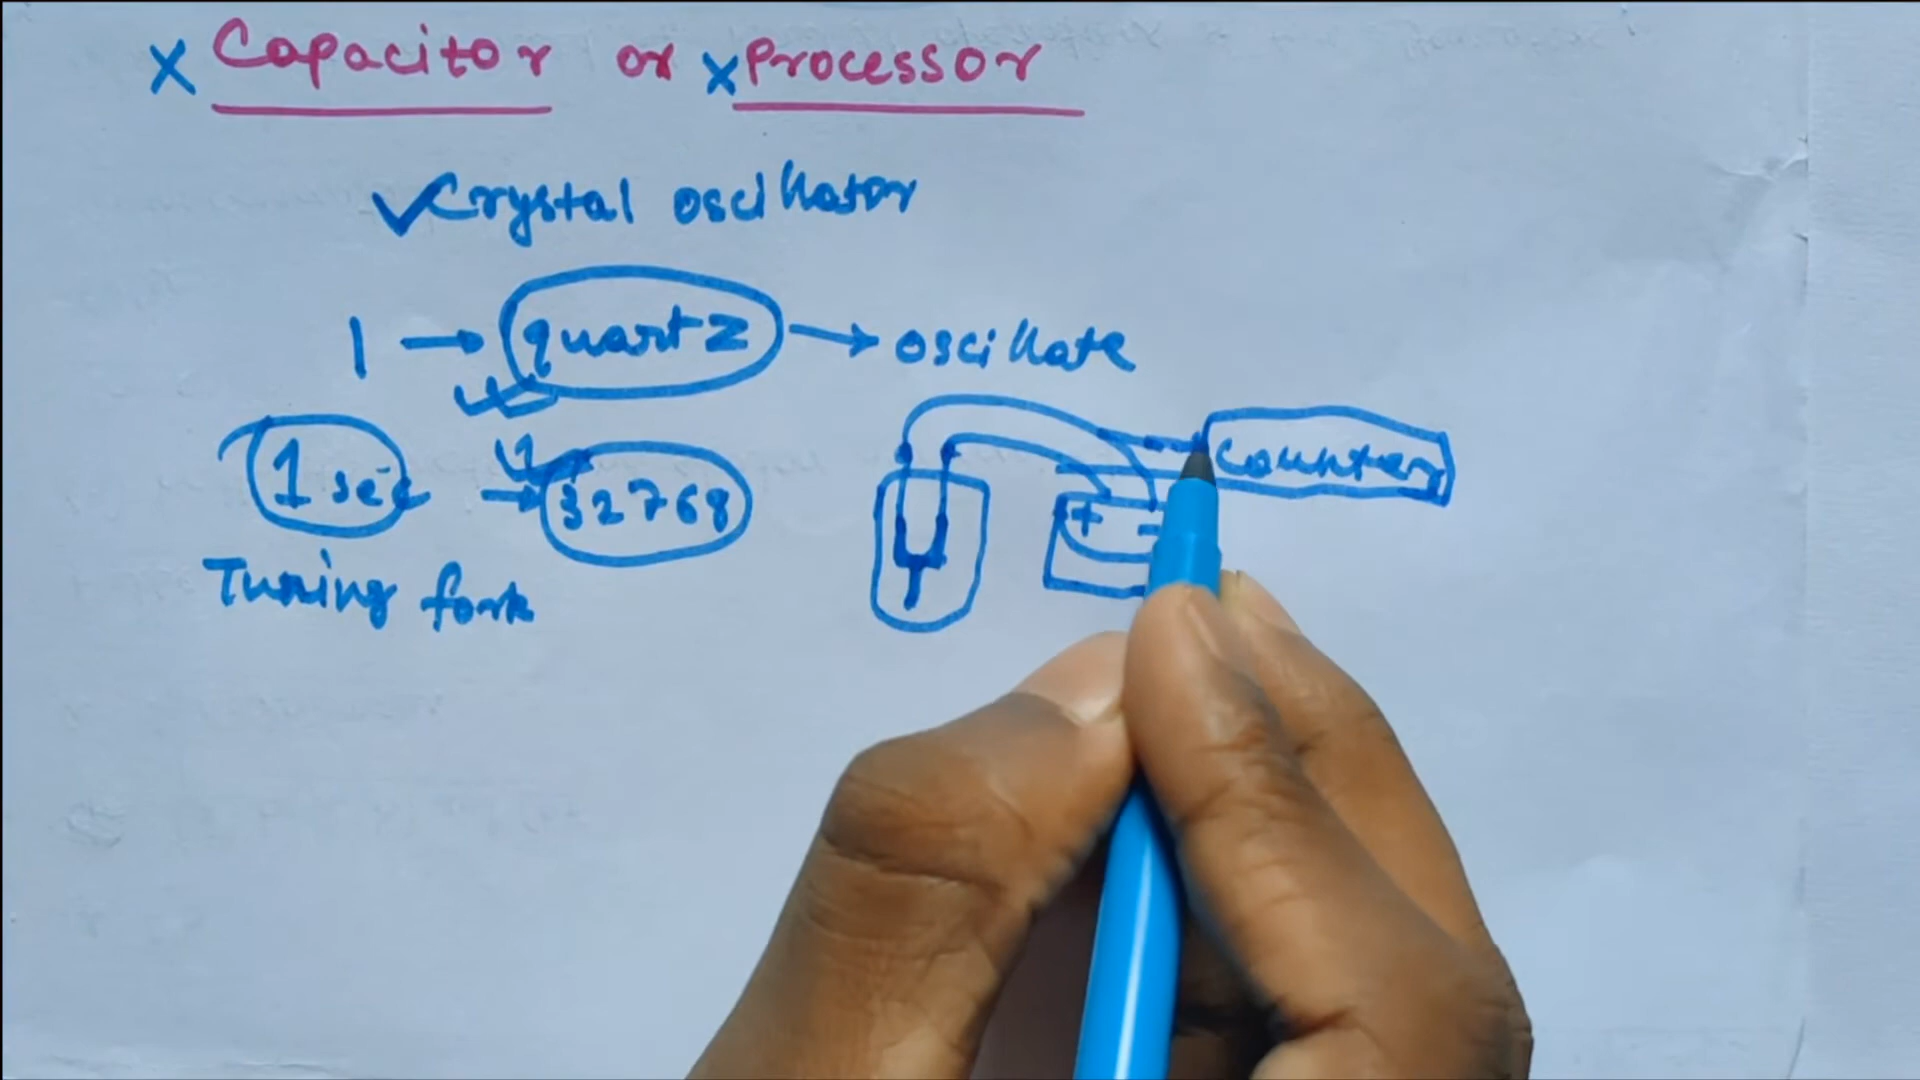 x Capacitor or x Processor
✓Crystal oscillator
1 → quartz → oscillate
1 sec → 32768
Counter
+ -
Tuning fork